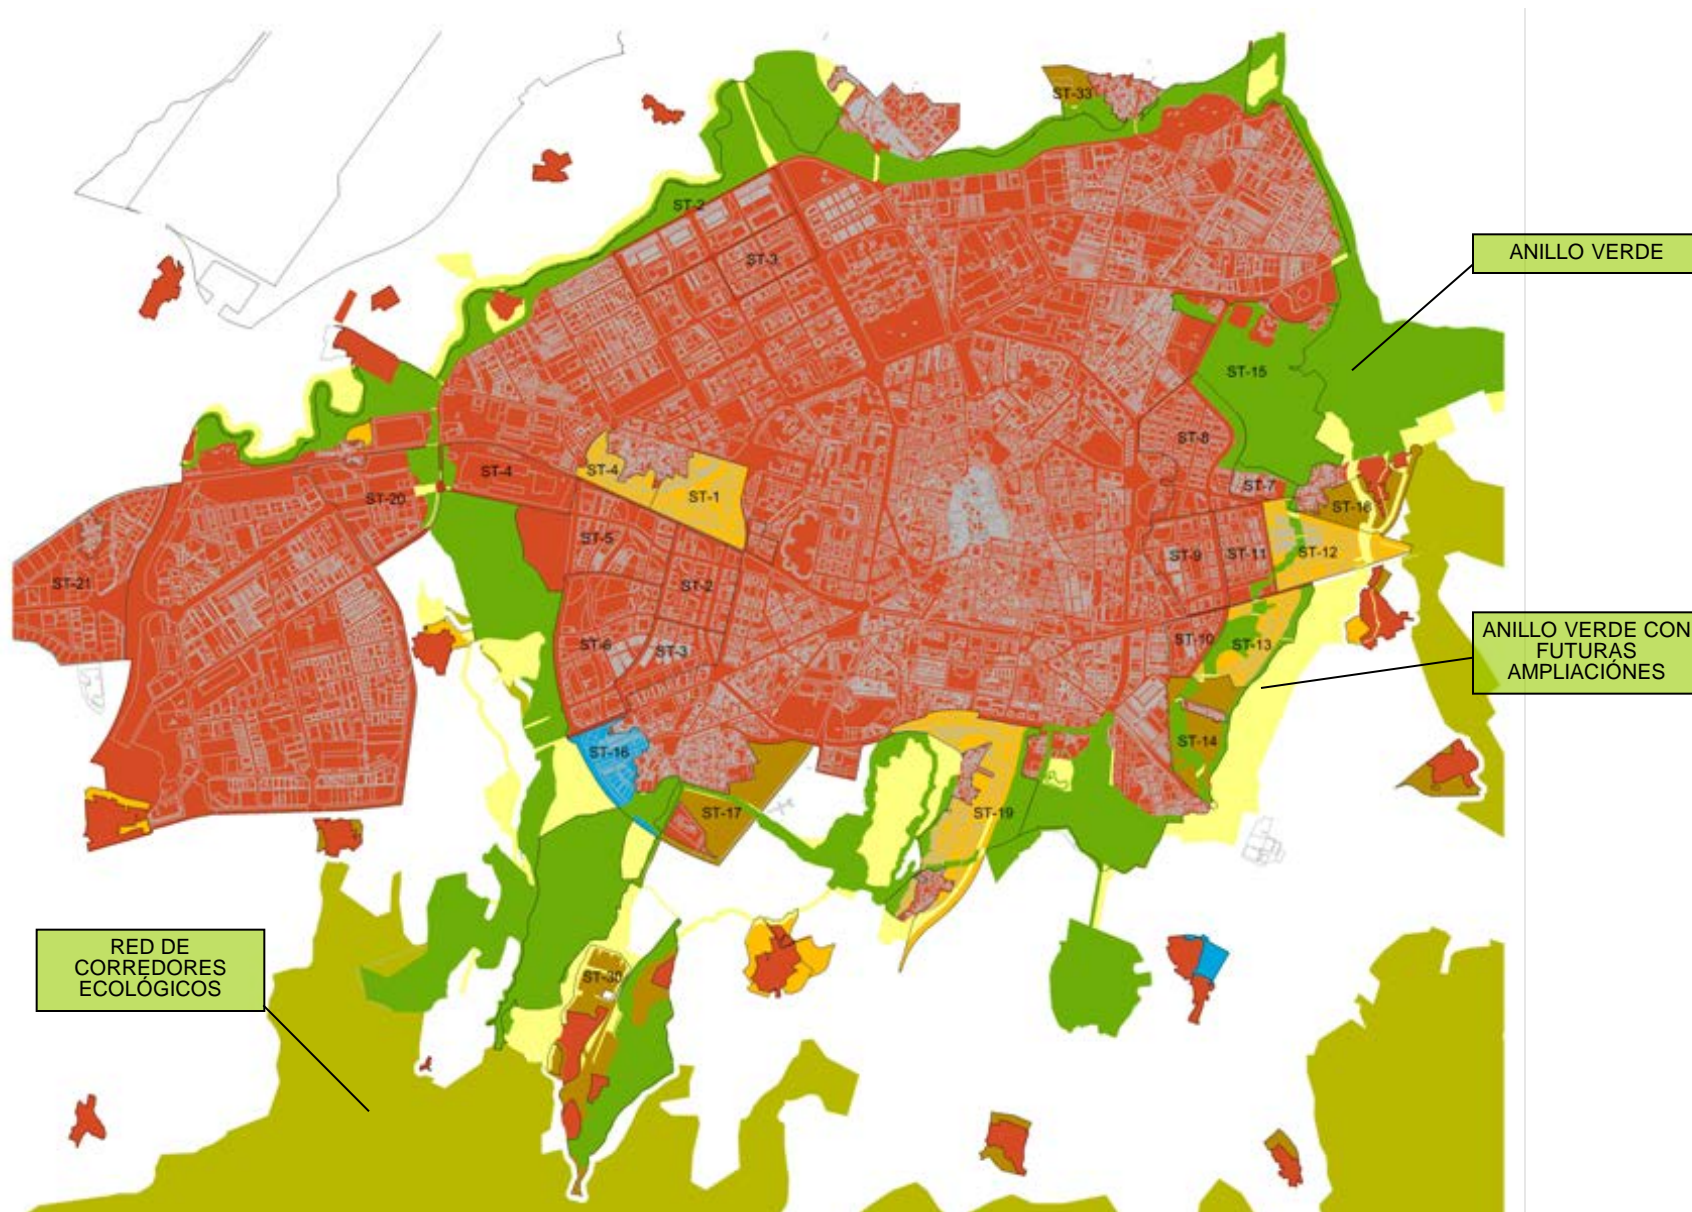 ST-33
ST-2
ANILLO VERDE
ST-3
ST-15
ST-8
ST-4
ST-4
ST-1
ST-7
ST-20
ST-18
ST-5
ST-9
ST-11
ST-12
ST-21
ST-2
ST-6
ST-3
ST-10
ST-13
ANILLO VERDE CON
FUTURAS
AMPLIACIÓNES
ST-16
ST-14
ST-17
ST-19
RED DE
CORREDORES
ECOLÓGICOS
ST-30